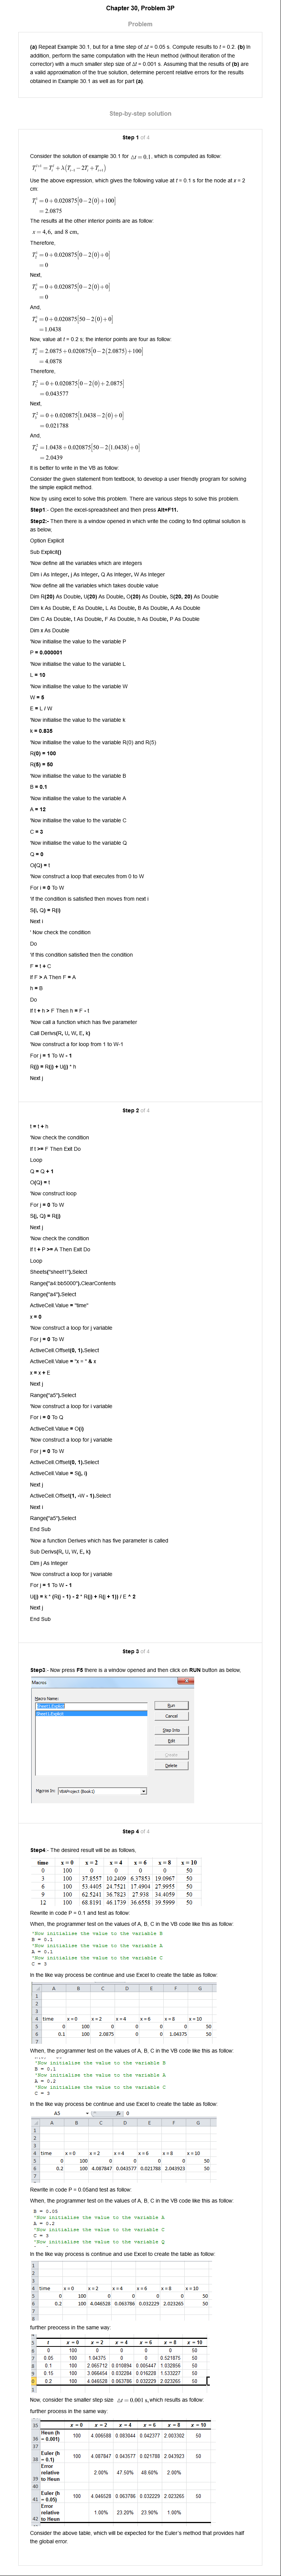 Chapter 30, Problem 3P
Problem
(a) Repeat Example 30.1, but for a time step of Δt = 0.05 s. Compute results to t = 0.2. (b) In
addition, perform the same computation with the Heun method (without iteration of the
corrector) with a much smaller step size of Δt = 0.001 s. Assuming that the results of (b) are
a valid approximation of the true solution, determine percent relative errors for the results
obtained in Example 30.1 as well as for part (a).
Step-by-step solution
Step 1 of 4
Consider the solution of example 30.1 for Δt = 0.1, which is computed as follow:
Use the above expression, which gives the following value at t = 0.1 s for the node at x = 2
cm.
= 0 + 0.020875[0 − 2(0) + 100]
= 2.0875
The results at the other interior points are as follow:
x = 4, 6, and 8 cm,
Therefore,
= 0 + 0.020875[0 − 2(0) + 0]
= 0
Next,
= 0 + 0.020875[0 − 2(0) + 0]
= 0
And,
= 0 + 0.020875[50 − 2(0) + 0]
= 1.0438
Now, value at t = 0.2 s; the interior points are four as follow:
= 2.0875 + 0.020875[0 − 2(2.0875) + 100]
= 4.0878
Therefore,
= 0 + 0.020875[0 − 2(0) + 2.0875]
= 0.043577
Next,
= 0 + 0.020875[1.0438 − 2(0) + 0]
= 0.021788
And,
= 1.0438 + 0.020875[50 − 2(1.0438) + 0]
= 2.0439
It is better to write in the VB as follow:
Consider the given statement from textbook, to develop a user friendly program for solving
the simple explicit method.
Now by using excel to solve this problem. There are various steps to solve this problem.
Step1 - Open the excel-spreadsheet and then press Alt+F11.
Step2:- Then there is a window opened in which write the coding to find optimal solution is
as below,
Option Explicit
Sub Explicit()
'Now define all the variables which are integers
Dim i As Integer, j As Integer, Q As Integer, W As Integer
'Now define all the variables which takes double value
Dim R(20) As Double, U(20) As Double, O(20) As Double, S(20, 20) As Double
Dim k As Double, E As Double, L As Double, B As Double, A As Double
Dim C As Double, t As Double, F As Double, h As Double, P As Double
Dim x As Double
'Now initialise the value to the variable P
P = 0.000001
'Now initialise the value to the variable L
L = 10
'Now initialise the value to the variable W
W = 5
E = L / W
'Now initialise the value to the variable k
k = 0.835
'Now initialise the value to the variable R(0) and R(5)
R(0) = 100
R(5) = 50
'Now initialise the value to the variable B
B = 0.1
'Now initialise the value to the variable A
A = 12
'Now initialise the value to the variable C
C = 3
'Now initialise the value to the variable Q
Q = 0
O(Q) = t
'Now construct a loop that executes from 0 to W
For i = 0 To W
'If the condition is satisfied then moves from next i
S(i, Q) = R(i)
Next i
' Now check the condition
Do
'If this condition satisfied then the condition
F = t + C
If F > A Then F = A
h = B
Do
If t + h > F Then h = F - t
'Now call a function which has five parameter
Call Derivs(R, U, W, E, k)
'Now construct a for loop from 1 to W-1
For j = 1 To W - 1
R(j) = R(j) + U(j) * h
Next j
Step 2 of 4
t = t + h
'Now check the condition
If t >= F Then Exit Do
Loop
Q = Q + 1
O(Q) = t
'Now construct loop
For j = 0 To W
S(j, Q) = R(j)
Next j
'Now check the condition
If t + P >= A Then Exit Do
Loop
Sheets("sheet1").Select
Range("a4:bb5000").ClearContents
Range("a4").Select
ActiveCell.Value = "time"
x = 0
'Now construct a loop for j variable
For j = 0 To W
ActiveCell.Offset(0, 1).Select
ActiveCell.Value = "x = " & x
x = x + E
Next j
Range("a5").Select
'Now construct a loop for i variable
For i = 0 To Q
ActiveCell.Value = O(i)
'Now construct a loop for j variable
For j = 0 To W
ActiveCell.Offset(0, 1).Select
ActiveCell.Value = S(j, i)
Next j
ActiveCell.Offset(1, -W - 1).Select
Next i
Range("a5").Select
End Sub
'Now a function Derives which has five parameter is called
Sub Derivs(R, U, W, E, k)
Dim j As Integer
'Now construct a loop for j variable
For j = 1 To W - 1
U(j) = k * (R(j - 1) - 2 * R(j) + R(j + 1)) / E ^ 2
Next j
End Sub
Step 3 of 4
Step3 - Now press F5 there is a window opened and then click on RUN button as below,
Macros
Macro Name:
Sheet1.Explicit
Sheet1.Explicit
Run
Cancel
Step Into
Edit
Create
Delete
Macros In: VBAProject (Book1)
Step 4 of 4
Step4 - The desired result will be as follows,
time x = 0 x = 2 x = 4 x = 6 x = 8 x = 10
0 100 0 0 0 0 50
3 100 37.8557 10.2409 6.37853 19.0967 50
6 100 53.4405 24.7521 17.4904 27.9955 50
9 100 62.5241 36.7823 27.938 34.4059 50
12 100 68.8191 46.1739 36.6558 39.5999 50
Rewrite in code P = 0.1 and test as follow:
When, the programmer test on the values of A, B, C in the VB code like this as follow:
'Now initialise the value to the variable B
B = 0.1
'Now initialise the value to the variable A
A = 0.1
'Now initialise the value to the variable C
C = 3
In the like way process be continue and use Excel to create the table as follow:
A B C D E F G
1
2
3
4 time x=0 x = 2 x = 4 x = 6 x = 8 x = 10
5 0 100 0 0 0 0 50
6 0.1 100 2.0875 0 0 1.04375 50
7
When, the programmer test on the values of A, B, C in the VB code like this as follow:
'Now initialise the value to the variable B
B = 0.1
'Now initialise the value to the variable A
A = 0.2
'Now initialise the value to the variable C
C = 3
In the like way process be continue and use Excel to create the table as follow:
A5 fx 0
A B C D E F G
1
2
3
4 time x = 0 x = 2 x = 4 x = 6 x = 8 x = 10
5 0 100 0 0 0 0 50
6 0.2 100 4.087847 0.043577 0.021788 2.043923 50
7
Rewrite in code P = 0.05and test as follow:
When, the programmer test on the values of A, B, C in the VB code like this as follow:
B = 0.05
'Now initialise the value to the variable A
A = 0.2
'Now initialise the value to the variable C
C = 3
'Now initialise the value to the variable Q
In the like way process is continue and use Excel to create the table as follow:
1
2
3
4 time x = 0 x = 2 x = 4 x = 6 x = 8 x = 10
5 0 100 0 0 0 0 50
6 0.2 100 4.046528 0.063786 0.032229 2.023265 50
7
8
further preocess in the same way:
5 t x = 0 x = 2 x = 4 x = 6 x = 8 x = 10
6 0 100 0 0 0 0 50
7 0.05 100 1.04375 0 0 0.521875 50
8 0.1 100 2.065712 0.010894 0.005447 1.032856 50
9 0.15 100 3.066454 0.032284 0.016228 1.533227 50
0.2 100 4.046528 0.063786 0.032229 2.023265 50
Now, consider the smaller step size Δt = 0.001 s, which results as follow:
further process in the same way:
35 x = 0 x = 2 x = 4 x = 6 x = 8 x = 10
36 Heun (h = 0.001) 100 4.006588 0.083044 0.042377 2.003302 50
37
38 Euler (h = 0.1) 100 4.087847 0.043577 0.021788 2.043923 50
39 Error relative to Heun 2.00% 47.50% 48.60% 2.00%
40
41 Euler (h = 0.05) 100 4.046528 0.063786 0.032229 2.023265 50
42 Error relative to Heun 1.00% 23.20% 23.90% 1.00%
Consider the above table, which will be expected for the Euler's method that provides half
the global error.